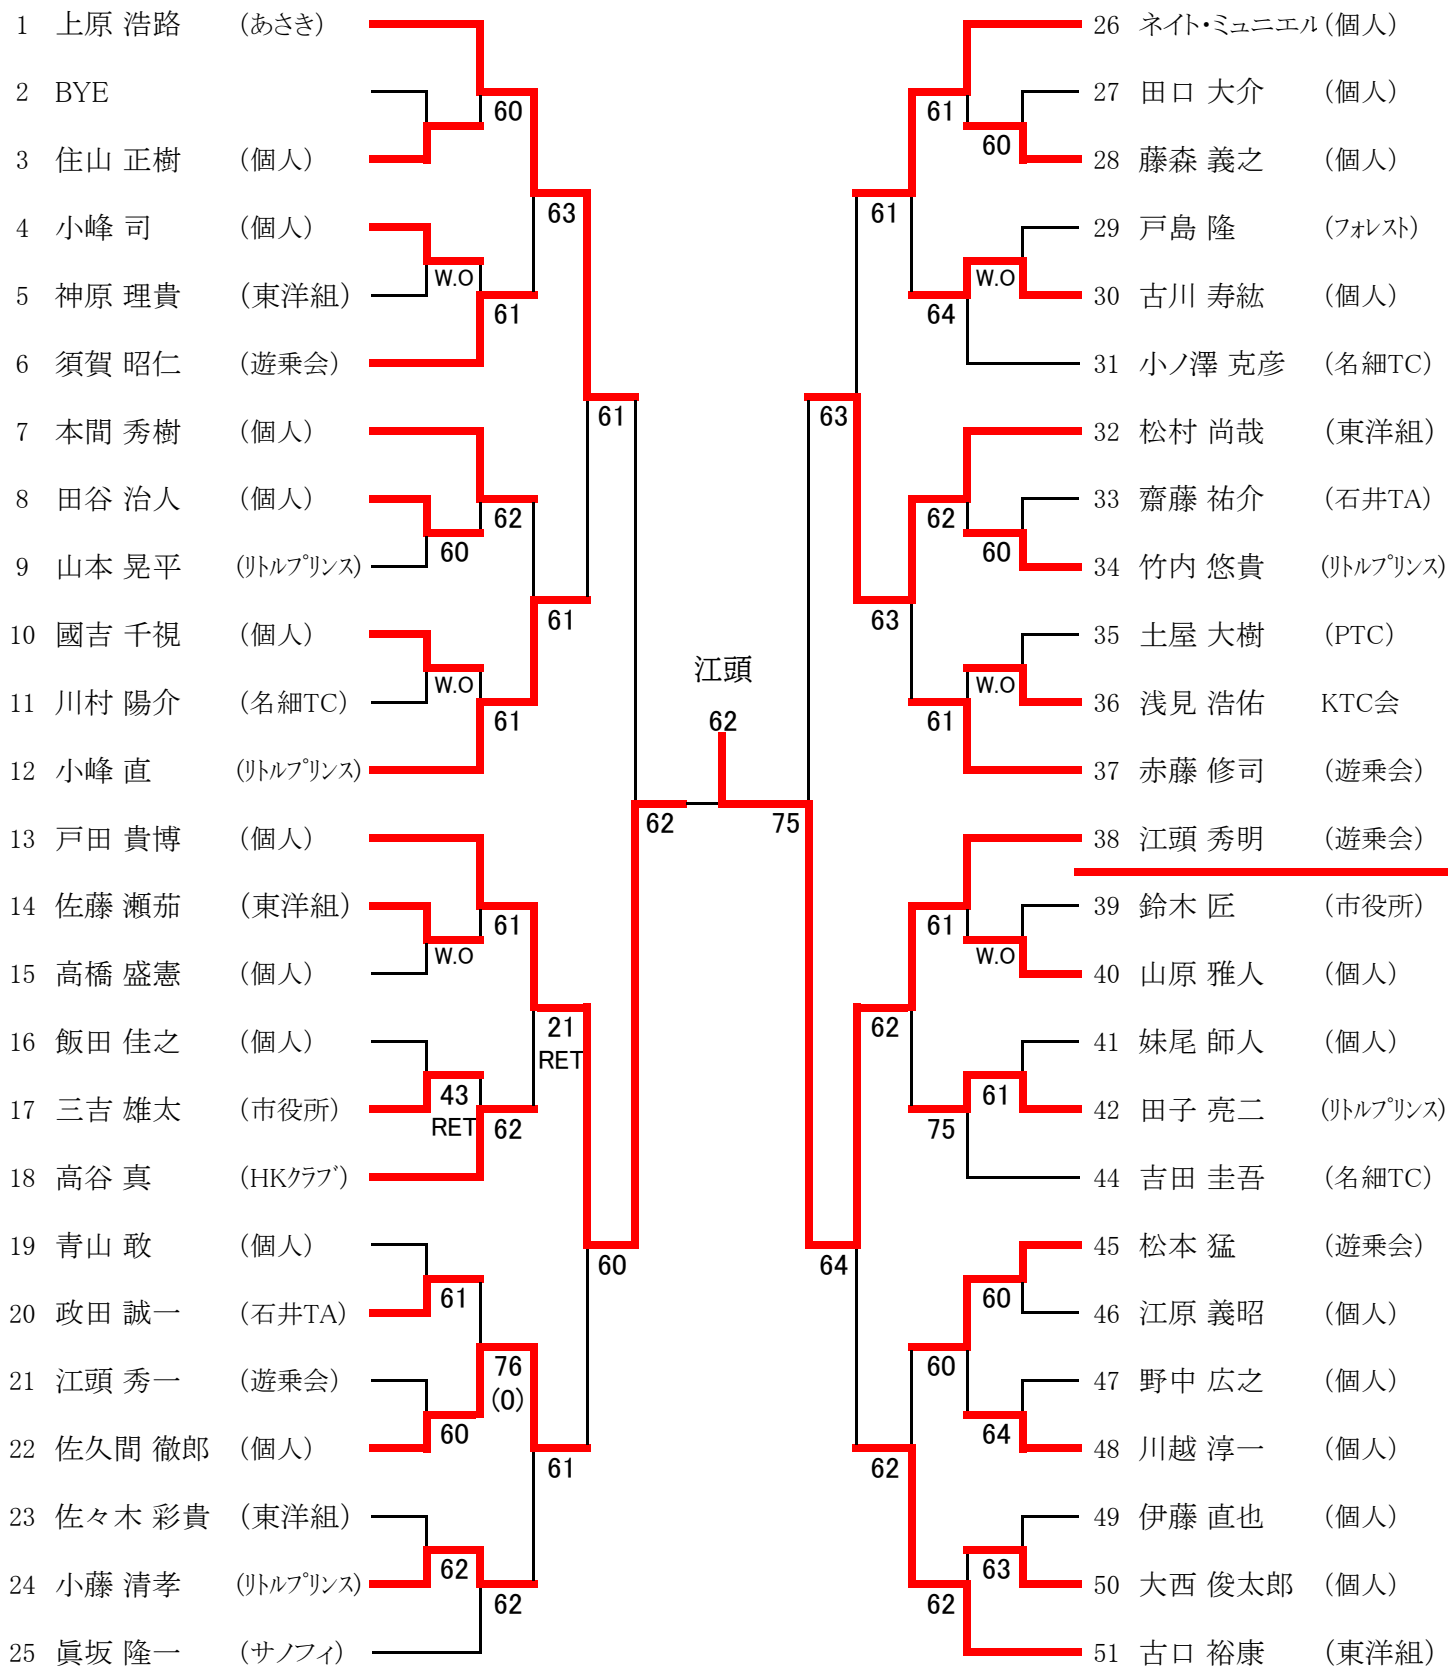 1 上原 浩路 (あさき)
2 BYE
3 住山 正樹 (個人)
4 小峰 司 (個人)
5 神原 理貴 (東洋組)
6 須賀 昭仁 (遊乗会)
7 本間 秀樹 (個人)
8 田谷 治人 (個人)
9 山本 晃平 (リトルプリンス)
10 國吉 千視 (個人)
11 川村 陽介 (名細TC)
12 小峰 直 (リトルプリンス)
13 戸田 貴博 (個人)
14 佐藤 瀬茄 (東洋組)
15 高橋 盛憲 (個人)
16 飯田 佳之 (個人)
17 三吉 雄太 (市役所)
18 高谷 真 (HKクラブ)
19 青山 敢 (個人)
20 政田 誠一 (石井TA)
21 江頭 秀一 (遊乗会)
22 佐久間 徹郎 (個人)
23 佐々木 彩貴 (東洋組)
24 小藤 清孝 (リトルプリンス)
25 眞坂 隆一 (サノフィ)
W.O
60
W.O
W.O
43
RET
61
60
62
60
61
62
61
61
62
76
(0)
62
63
61
21
RET
61
61
60
62
江頭
62
75
63
64
61
63
62
62
61
64
62
61
61
75
60
62
60
W.O
60
W.O
W.O
61
60
64
63
26 ネイト・ミュニエル (個人)
27 田口 大介 (個人)
28 藤森 義之 (個人)
29 戸島 隆 (フォレスト)
30 古川 寿紘 (個人)
31 小ノ澤 克彦 (名細TC)
32 松村 尚哉 (東洋組)
33 齋藤 祐介 (石井TA)
34 竹内 悠貴 (リトルプリンス)
35 土屋 大樹 (PTC)
36 浅見 浩佑 KTC会
37 赤藤 修司 (遊乗会)
38 江頭 秀明 (遊乗会)
39 鈴木 匠 (市役所)
40 山原 雅人 (個人)
41 妹尾 師人 (個人)
42 田子 亮二 (リトルプリンス)
44 吉田 圭吾 (名細TC)
45 松本 猛 (遊乗会)
46 江原 義昭 (個人)
47 野中 広之 (個人)
48 川越 淳一 (個人)
49 伊藤 直也 (個人)
50 大西 俊太郎 (個人)
51 古口 裕康 (東洋組)